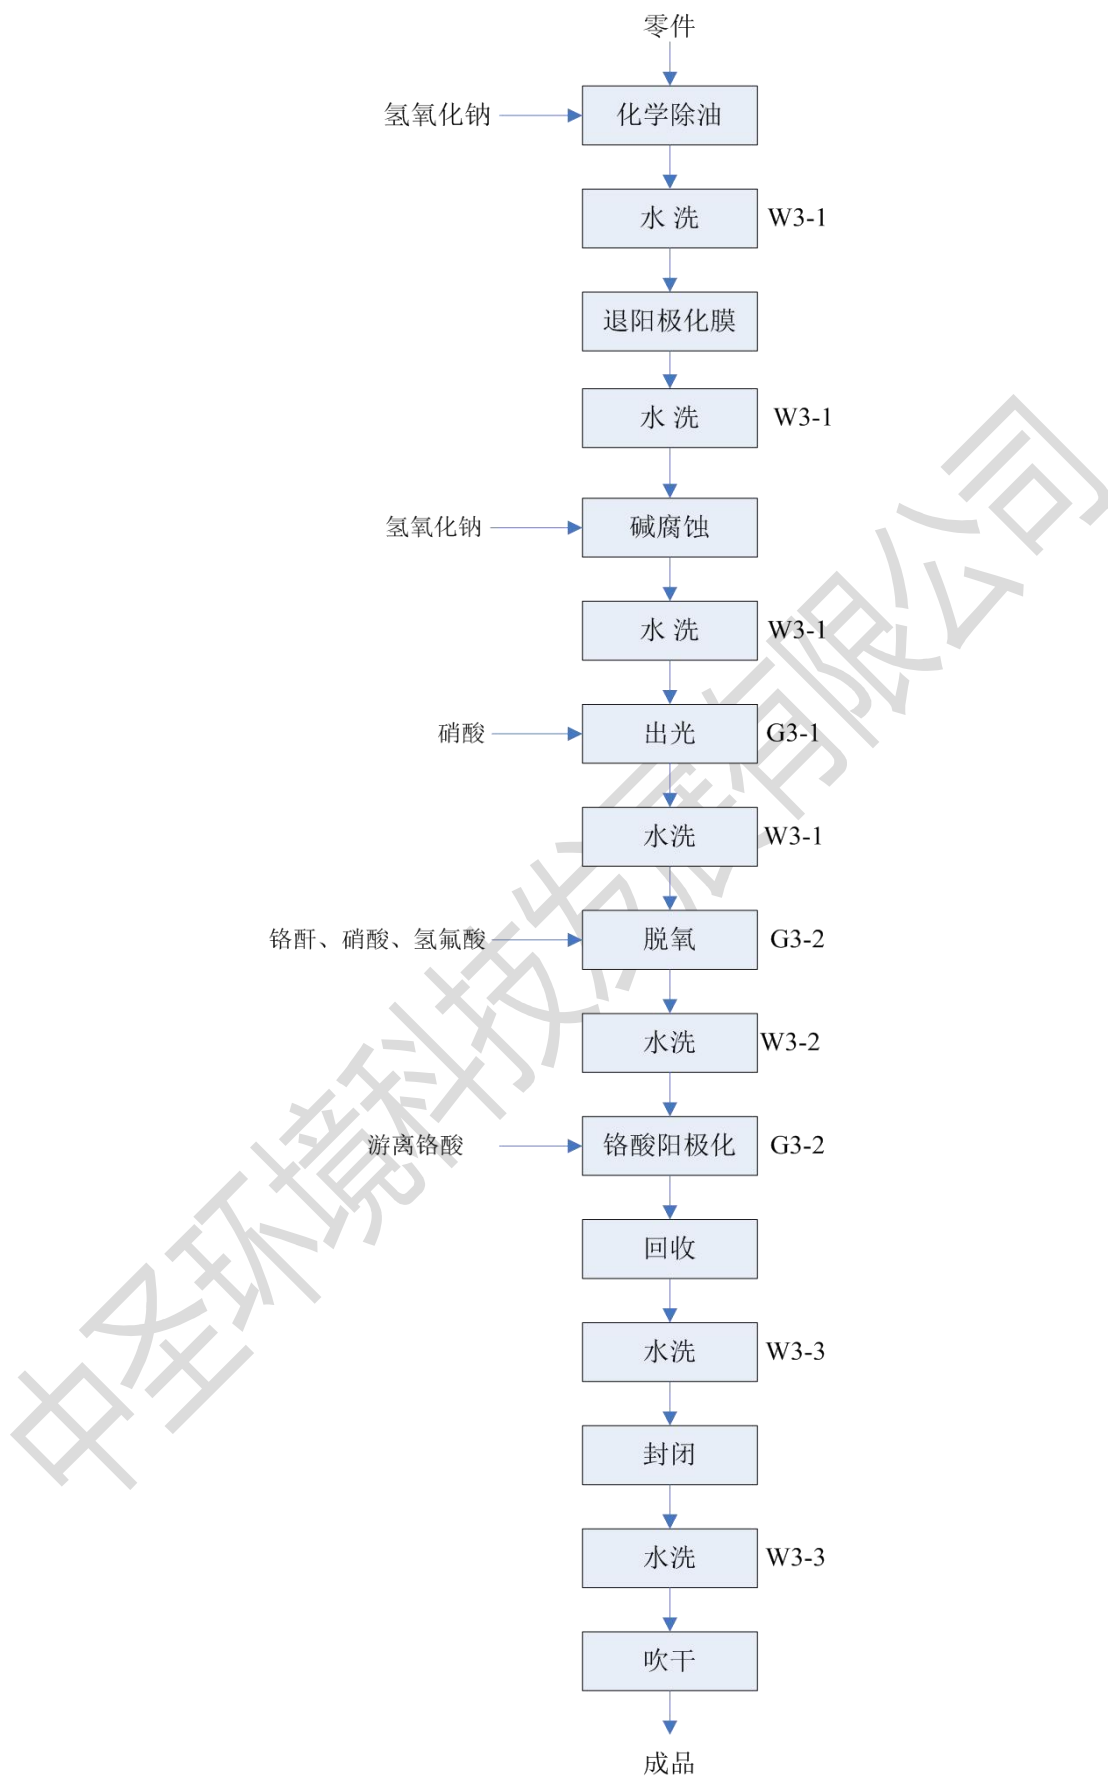 零件
氢氧化钠 化学除油
水 洗 W3-1
退阳极化膜
水 洗 W3-1
氢氧化钠 碱腐蚀
水 洗 W3-1
硝酸 出光 G3-1
水洗 W3-1
铬酐、硝酸、氢氟酸 脱氧 G3-2
水洗 W3-2
游离铬酸 铬酸阳极化 G3-2
回收
水洗 W3-3
封闭
水洗 W3-3
吹干
成品
中圣环境科技发展有限公司